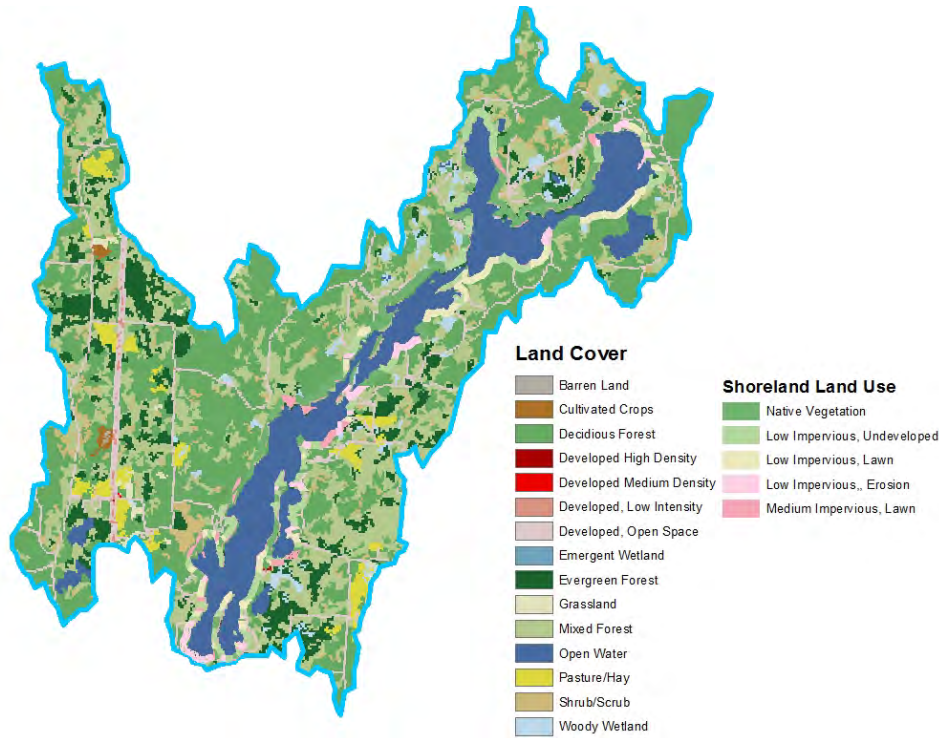 Land Cover
Barren Land
Cultivated Crops
Decidious Forest
Developed High Density
Developed Medium Density
Developed, Low Intensity
Developed, Open Space
Emergent Wetland
Evergreen Forest
Grassland
Mixed Forest
Open Water
Pasture/Hay
Shrub/Scrub
Woody Wetland
Shoreland Land Use
Native Vegetation
Low Impervious, Undeveloped
Low Impervious, Lawn
Low Impervious,, Erosion
Medium Impervious, Lawn